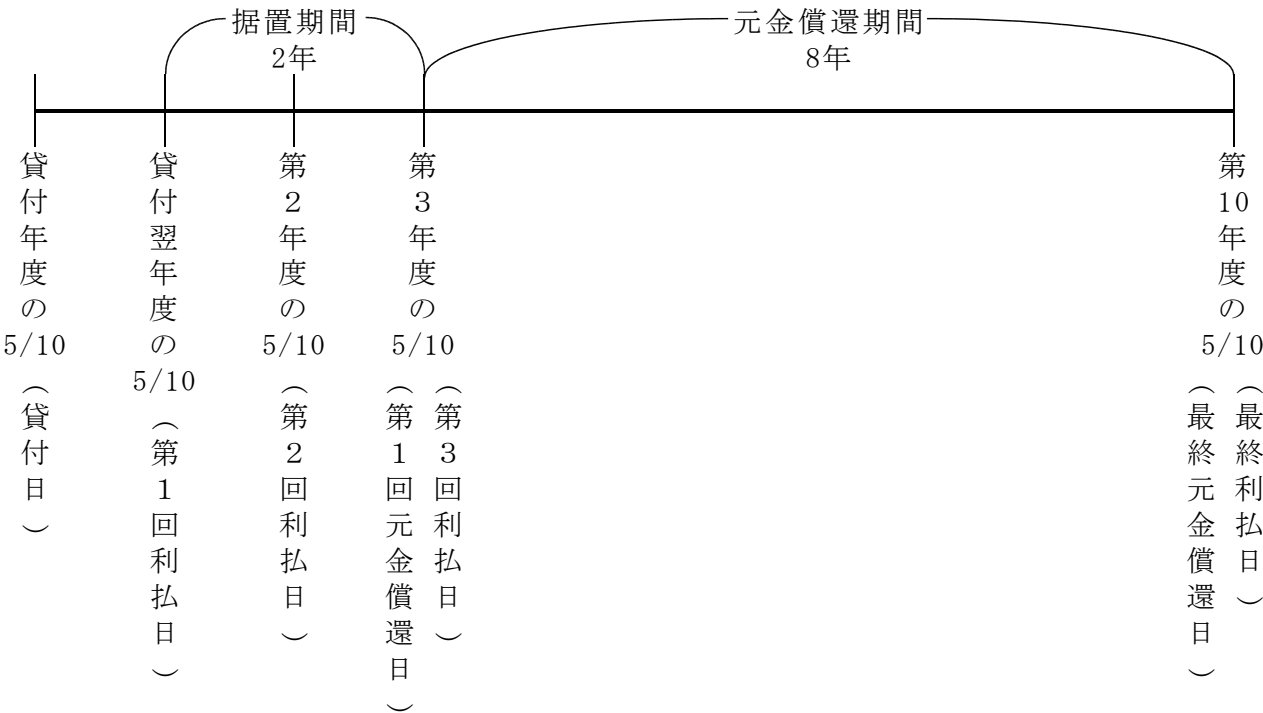 据置期間
2年
元金償還期間
8年
貸付年度の5/10（貸付日）
貸付翌年度の5/10（第1回利払日）
第2年度の5/10（第2回利払日）
第3年度の5/10
（第3回利払日）
（第1回元金償還日）
第10年度の5/10
（最終利払日）
（最終元金償還日）